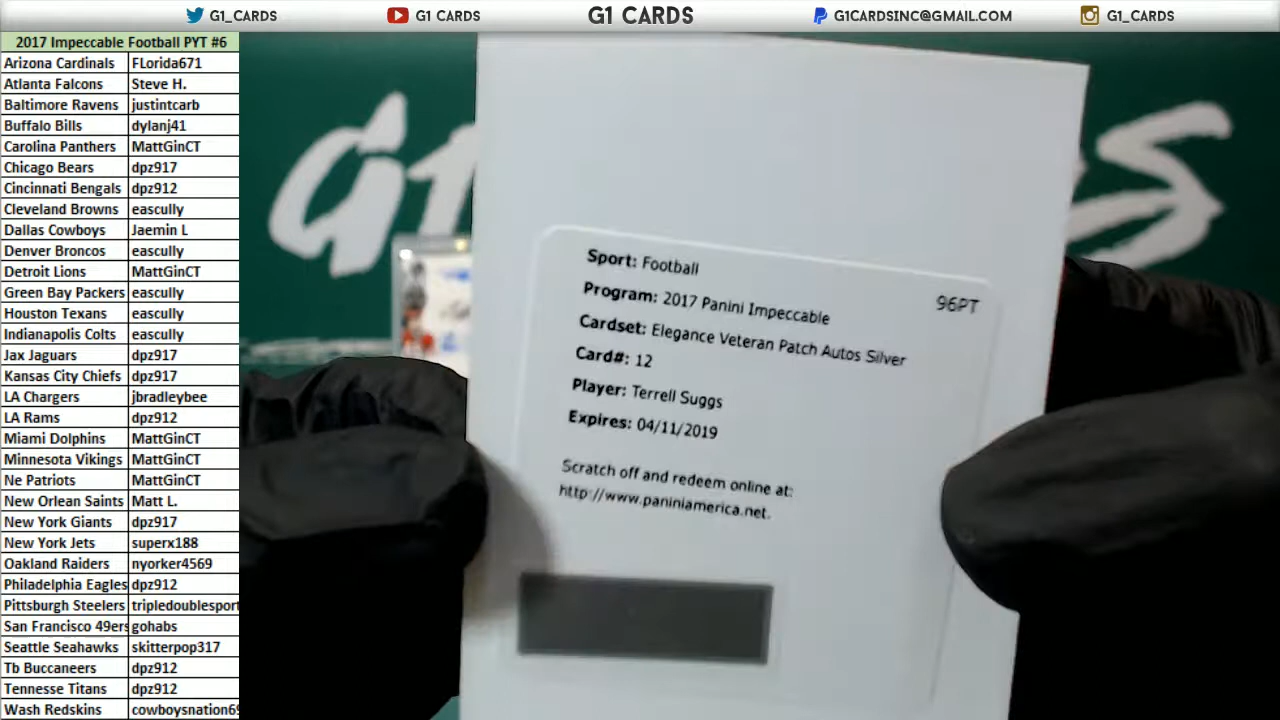 G1_CARDS G1 CARDS G1 CARDS G1CARDSINC@GMAIL.COM G1_CARDS
2017 Impeccable Football PYT #6
Arizona Cardinals FLorida671
Atlanta Falcons Steve H.
Baltimore Ravens justintcarb
Buffalo Bills dylanj41
Carolina Panthers MattGinCT
Chicago Bears dpz917
Cincinnati Bengals dpz912
Cleveland Browns eascully
Dallas Cowboys Jaemin L
Denver Broncos eascully
Detroit Lions MattGinCT
Green Bay Packers eascully
Houston Texans eascully
Indianapolis Colts eascully
Jax Jaguars dpz917
Kansas City Chiefs dpz917
LA Chargers jbradleybee
LA Rams dpz912
Miami Dolphins MattGinCT
Minnesota Vikings MattGinCT
Ne Patriots MattGinCT
New Orlean Saints Matt L.
New York Giants dpz917
New York Jets superx188
Oakland Raiders nyorker4569
Philadelphia Eagles dpz912
Pittsburgh Steelers tripledoublesport
San Francisco 49ers gohabs
Seattle Seahawks skitterpop317
Tb Buccaneers dpz912
Tennesse Titans dpz912
Wash Redskins cowboysnation69
Sport: Football
96PT
Program: 2017 Panini Impeccable
Cardset: Elegance Veteran Patch Autos Silver
Card#: 12
Player: Terrell Suggs
Expires: 04/11/2019
Scratch off and redeem online at:
http://www.paniniamerica.net.